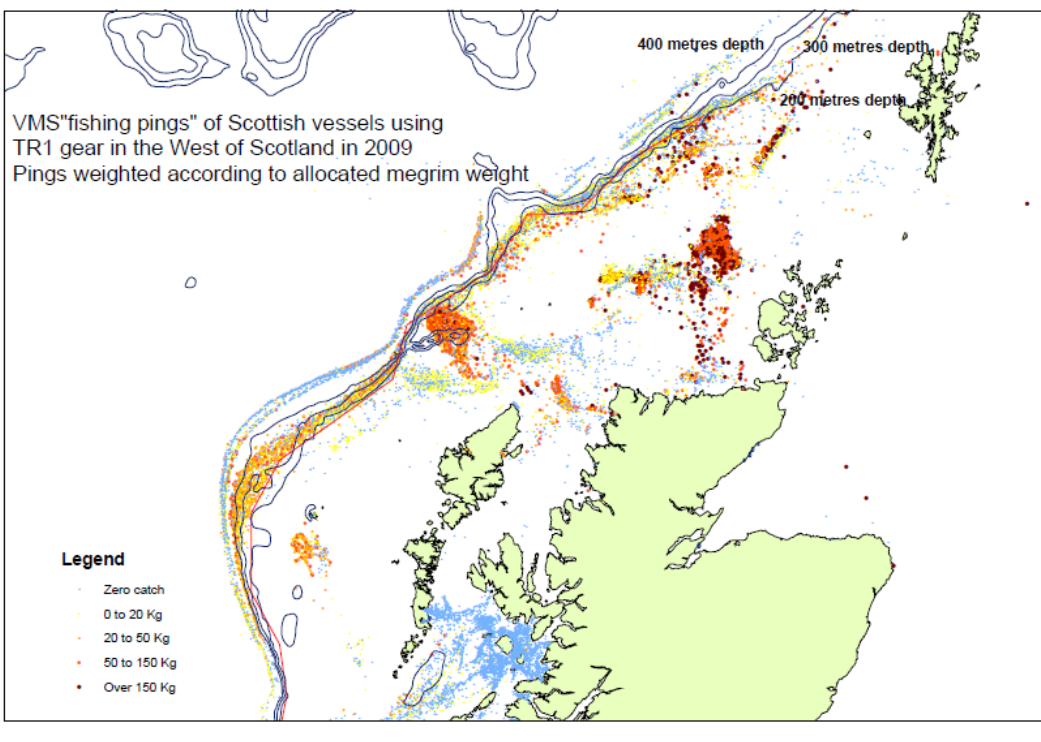 400 metres depth
300 metres depth
200 metres depth
VMS"fishing pings" of Scottish vessels using
TR1 gear in the West of Scotland in 2009
Pings weighted according to allocated megrim weight
Legend
Zero catch
0 to 20 Kg
20 to 50 Kg
50 to 150 Kg
Over 150 Kg